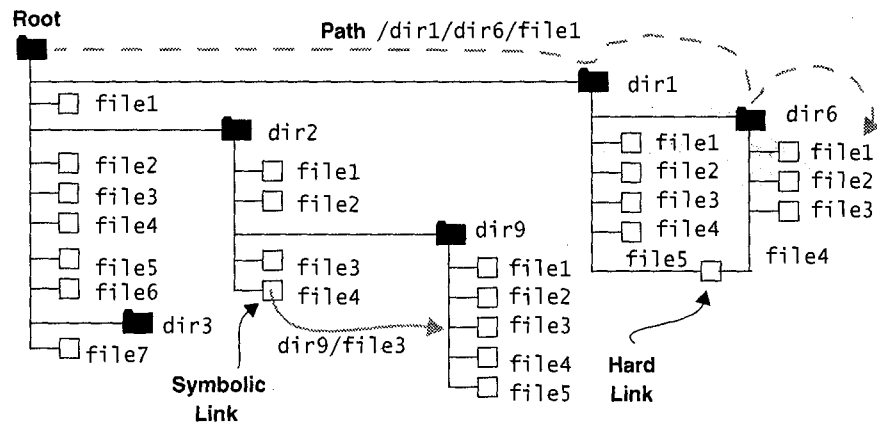 Root
Path /dir1/dir6/file1
dir1
file1
dir6
dir2
file1
file1
file2
file1
file2
file2
file3
file2
file3
file3
file4
dir9
file4
file5
file4
file5
file3
file1
file6
file4
file2
dir3
file3
dir9/file3
file7
file4
Symbolic
Link
file5
Hard
Link